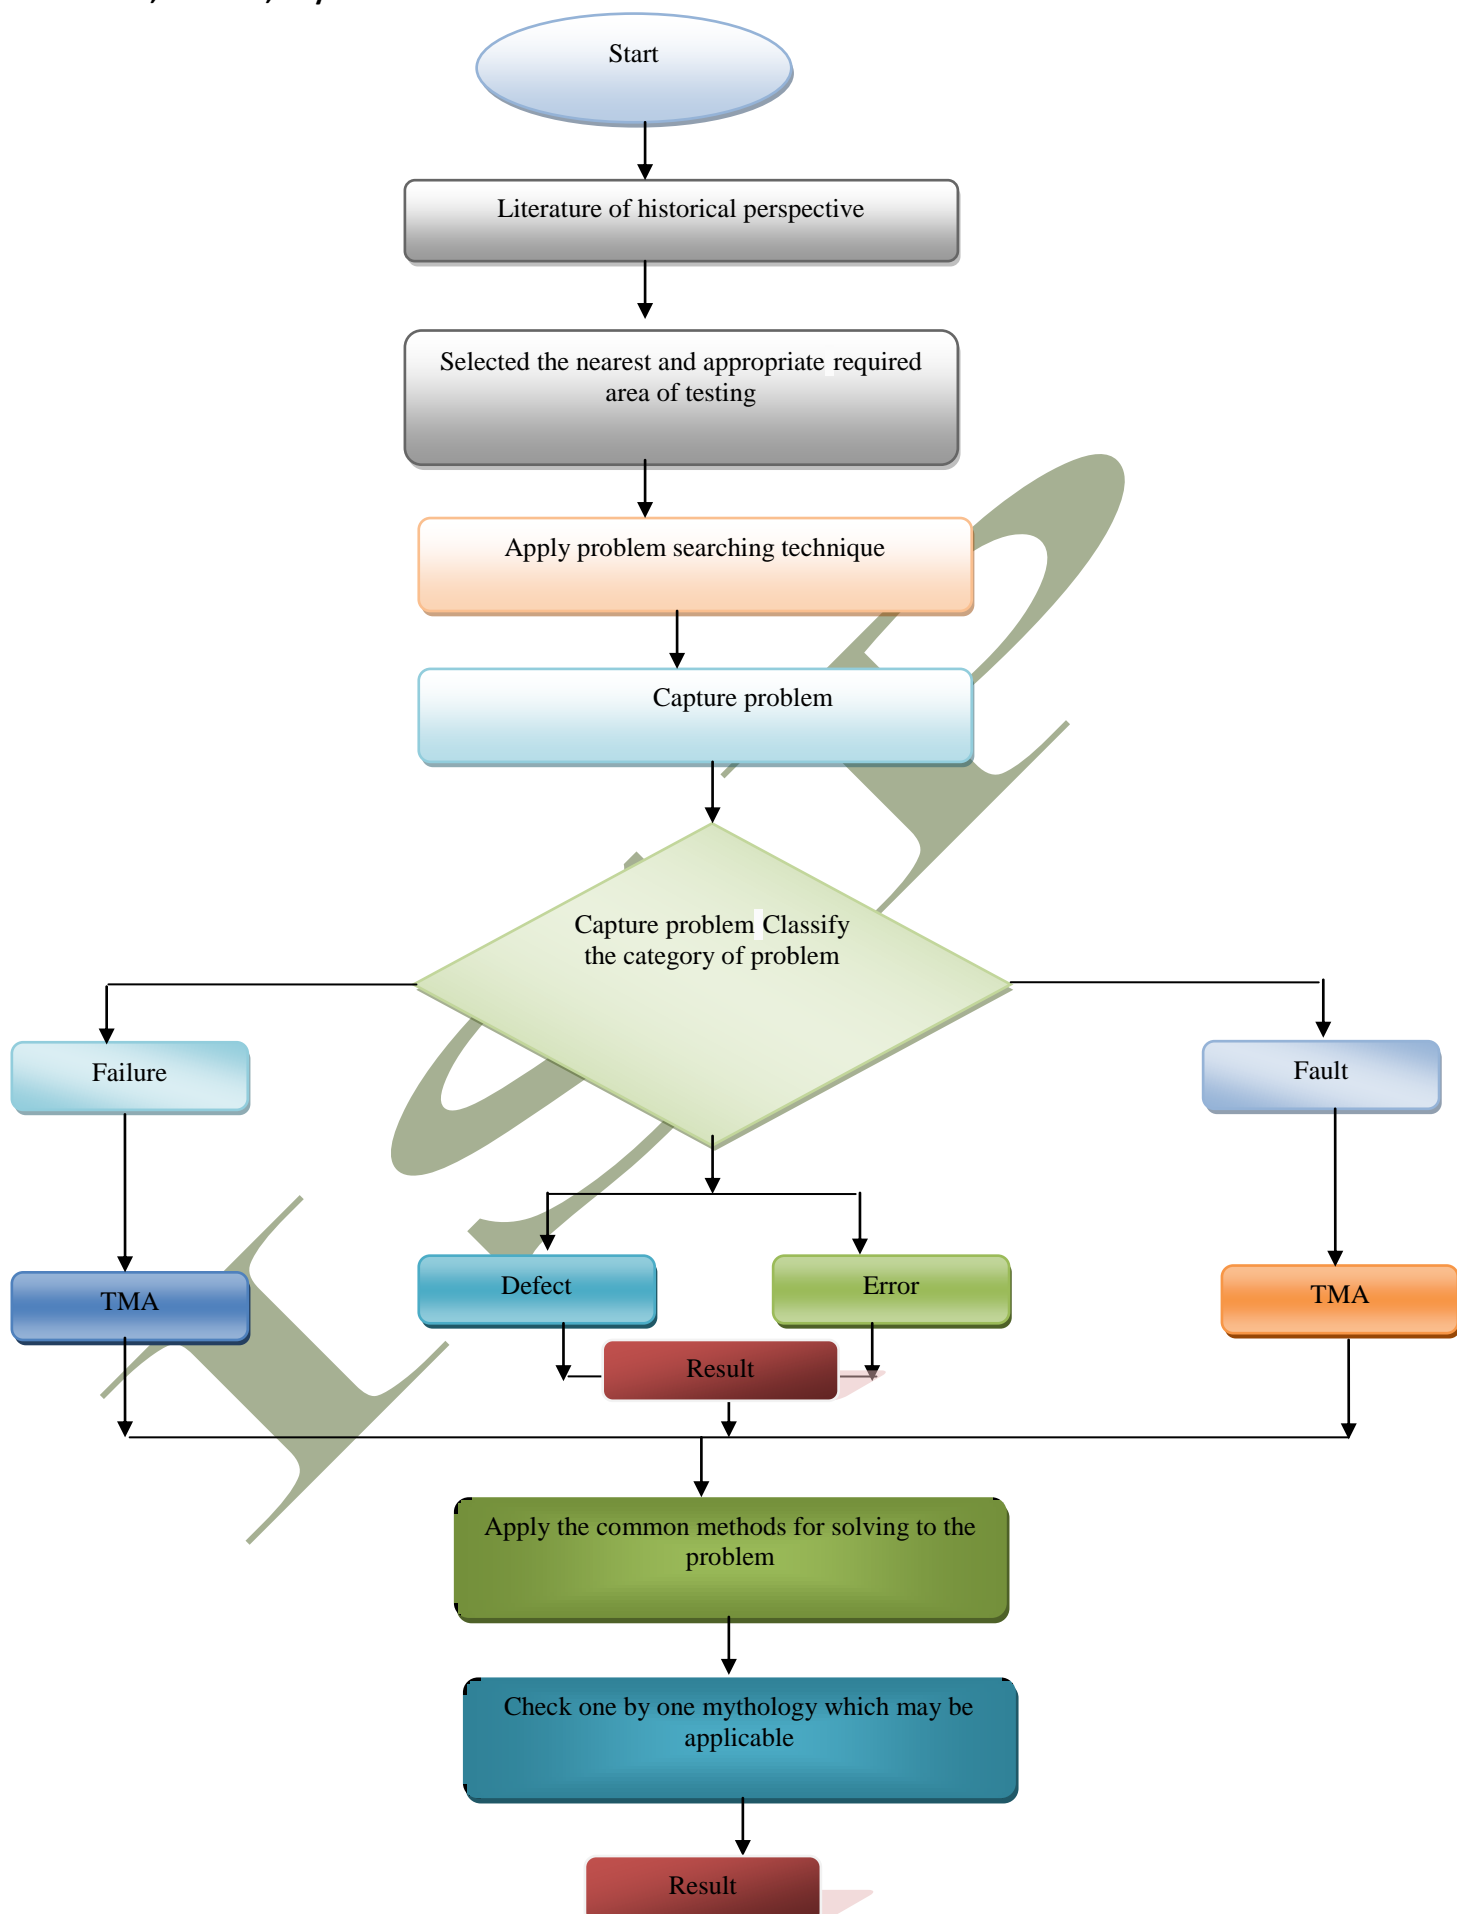 Start
Literature of historical perspective
Selected the nearest and appropriate required
area of testing
Apply problem searching technique
Capture problem
Capture problem Classify
the category of problem
Failure
Fault
Defect
Error
TMA
TMA
Result
Apply the common methods for solving to the
problem
Check one by one mythology which may be
applicable
Result